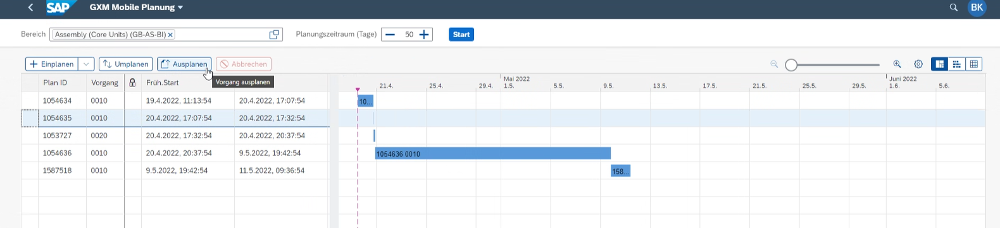 SAP GXM Mobile Planung BK
Bereich Assembly (Core Units) (GB-AS-BI) Planungszeitraum (Tage) 50 Start
Einplanen Umplanen Ausplanen Abbrechen
Plan ID Vorgang Früh.Start Vorgang ausplanen
Mai 2022 Juni 2022
21.4. 25.4. 29.4. 1.5. 5.5. 9.5. 13.5. 17.5. 21.5. 25.5. 29.5. 1.6. 5.6.
1054634 0010 19.4.2022, 11:13:54 20.4.2022, 17:07:54 10...
1054635 0010 20.4.2022, 17:07:54 20.4.2022, 17:32:54
1053727 0020 20.4.2022, 17:32:54 20.4.2022, 20:37:54
1054636 0010 20.4.2022, 20:37:54 9.5.2022, 19:42:54 1054636 0010
1587518 0010 9.5.2022, 19:42:54 11.5.2022, 09:36:54 158...